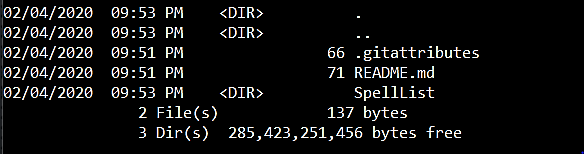 02/04/2020  09:53 PM    <DIR>          .
02/04/2020  09:53 PM    <DIR>          ..
02/04/2020  09:51 PM                66 .gitattributes
02/04/2020  09:51 PM                71 README.md
02/04/2020  09:53 PM    <DIR>          SpellList
               2 File(s)            137 bytes
               3 Dir(s)  285,423,251,456 bytes free